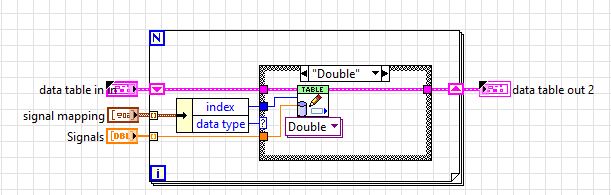 N
"Double"
data table in
TABLE
data table out 2
index
signal mapping
data type
?
Double
Signals
DBL
i